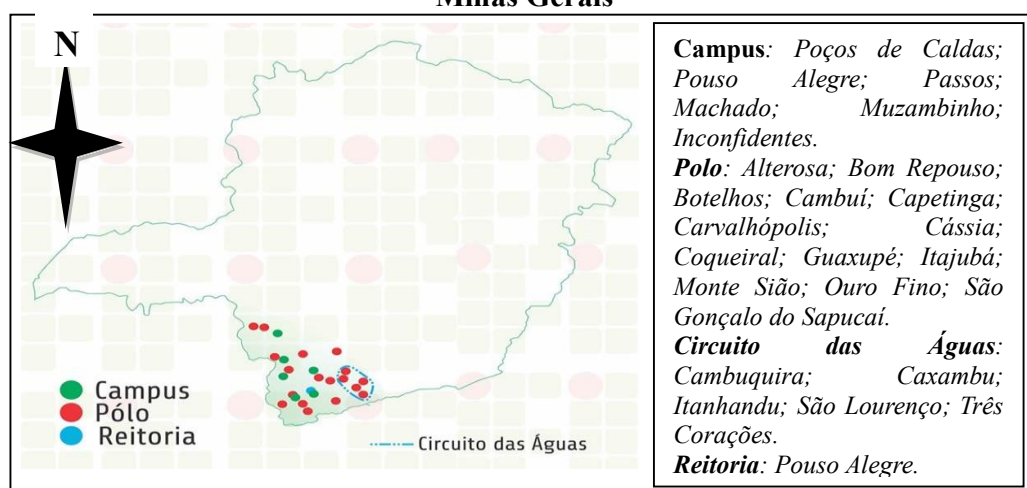 Minas Gerais
N
Campus
Pólo
Reitoria
Circuito das Águas
Campus: Poços de Caldas;
Pouso Alegre; Passos;
Machado; Muzambinho;
Inconfidentes.
Polo: Alterosa; Bom Repouso;
Botelhos; Cambuí; Capetinga;
Carvalhópolis; Cássia;
Coqueiral; Guaxupé; Itajubá;
Monte Sião; Ouro Fino; São
Gonçalo do Sapucaí.
Circuito das Águas:
Cambuquira; Caxambu;
Itanhandu; São Lourenço; Três
Corações.
Reitoria: Pouso Alegre.